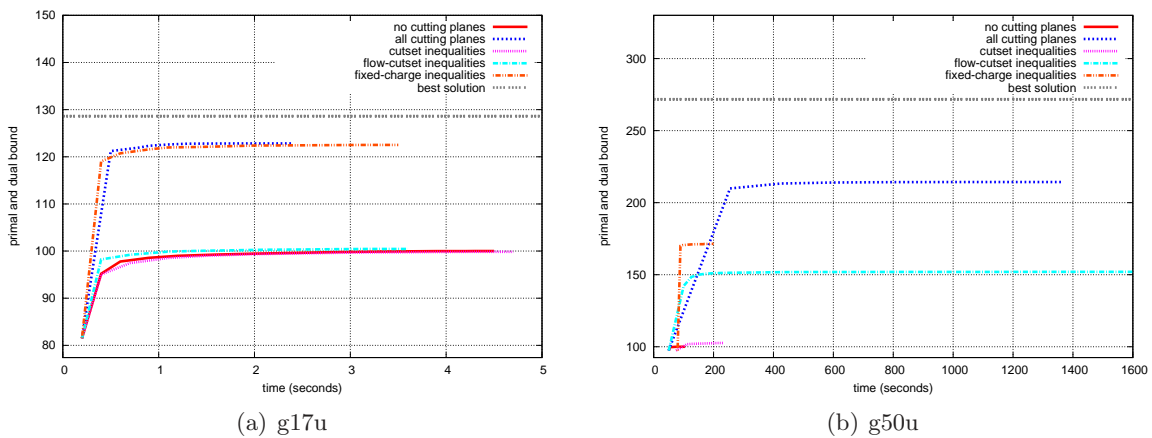 150
140
130
120
110
100
90
80
0
1
2
3
4
5
primal and dual bound
time (seconds)
no cutting planes
all cutting planes
cutset inequalities
flow-cutset inequalities
fixed-charge inequalities
best solution
(a) g17u
300
250
200
150
100
0
200
400
600
800
1000
1200
1400
1600
primal and dual bound
time (seconds)
no cutting planes
all cutting planes
cutset inequalities
flow-cutset inequalities
fixed-charge inequalities
best solution
(b) g50u